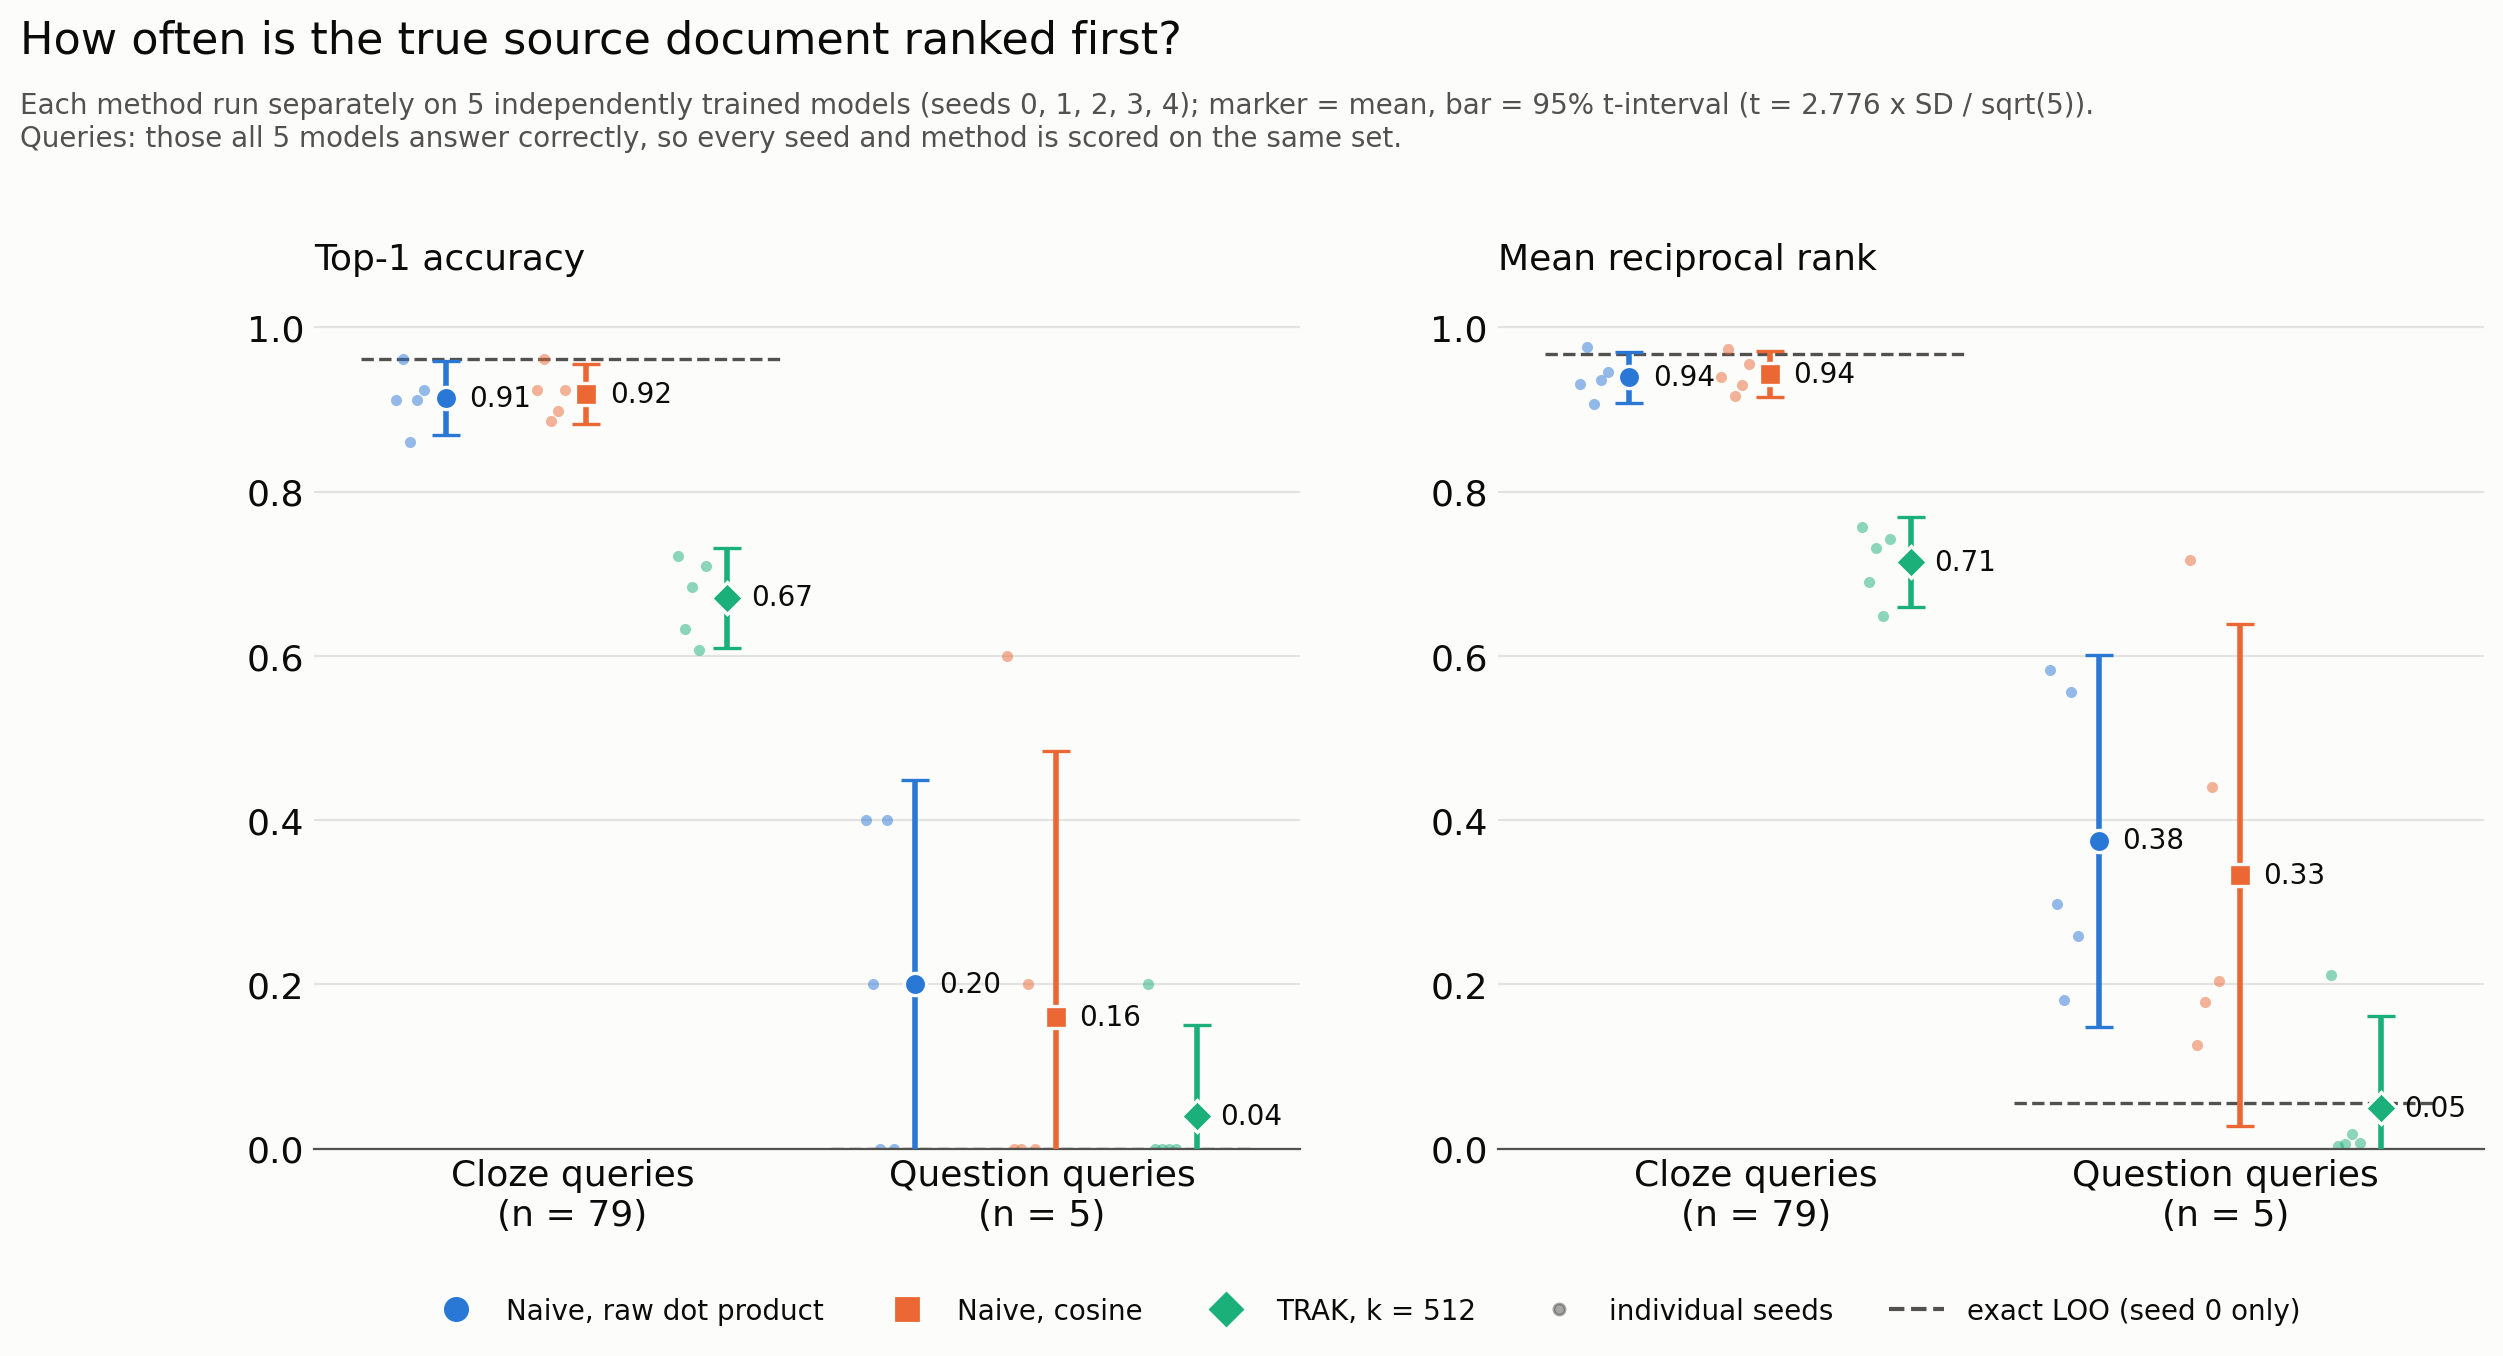 How often is the true source document ranked first?
Each method run separately on 5 independently trained models (seeds 0, 1, 2, 3, 4); marker = mean, bar = 95% t-interval (t = 2.776 x SD / sqrt(5)).
Queries: those all 5 models answer correctly, so every seed and method is scored on the same set.
Top-1 accuracy
1.0
0.8
0.6
0.4
0.2
0.0
0.91
0.92
0.67
0.20
0.16
0.04
Cloze queries
(n = 79)
Question queries
(n = 5)
Mean reciprocal rank
1.0
0.8
0.6
0.4
0.2
0.0
0.94
0.94
0.71
0.38
0.33
0.05
Cloze queries
(n = 79)
Question queries
(n = 5)
Naive, raw dot product
Naive, cosine
TRAK, k = 512
individual seeds
exact LOO (seed 0 only)